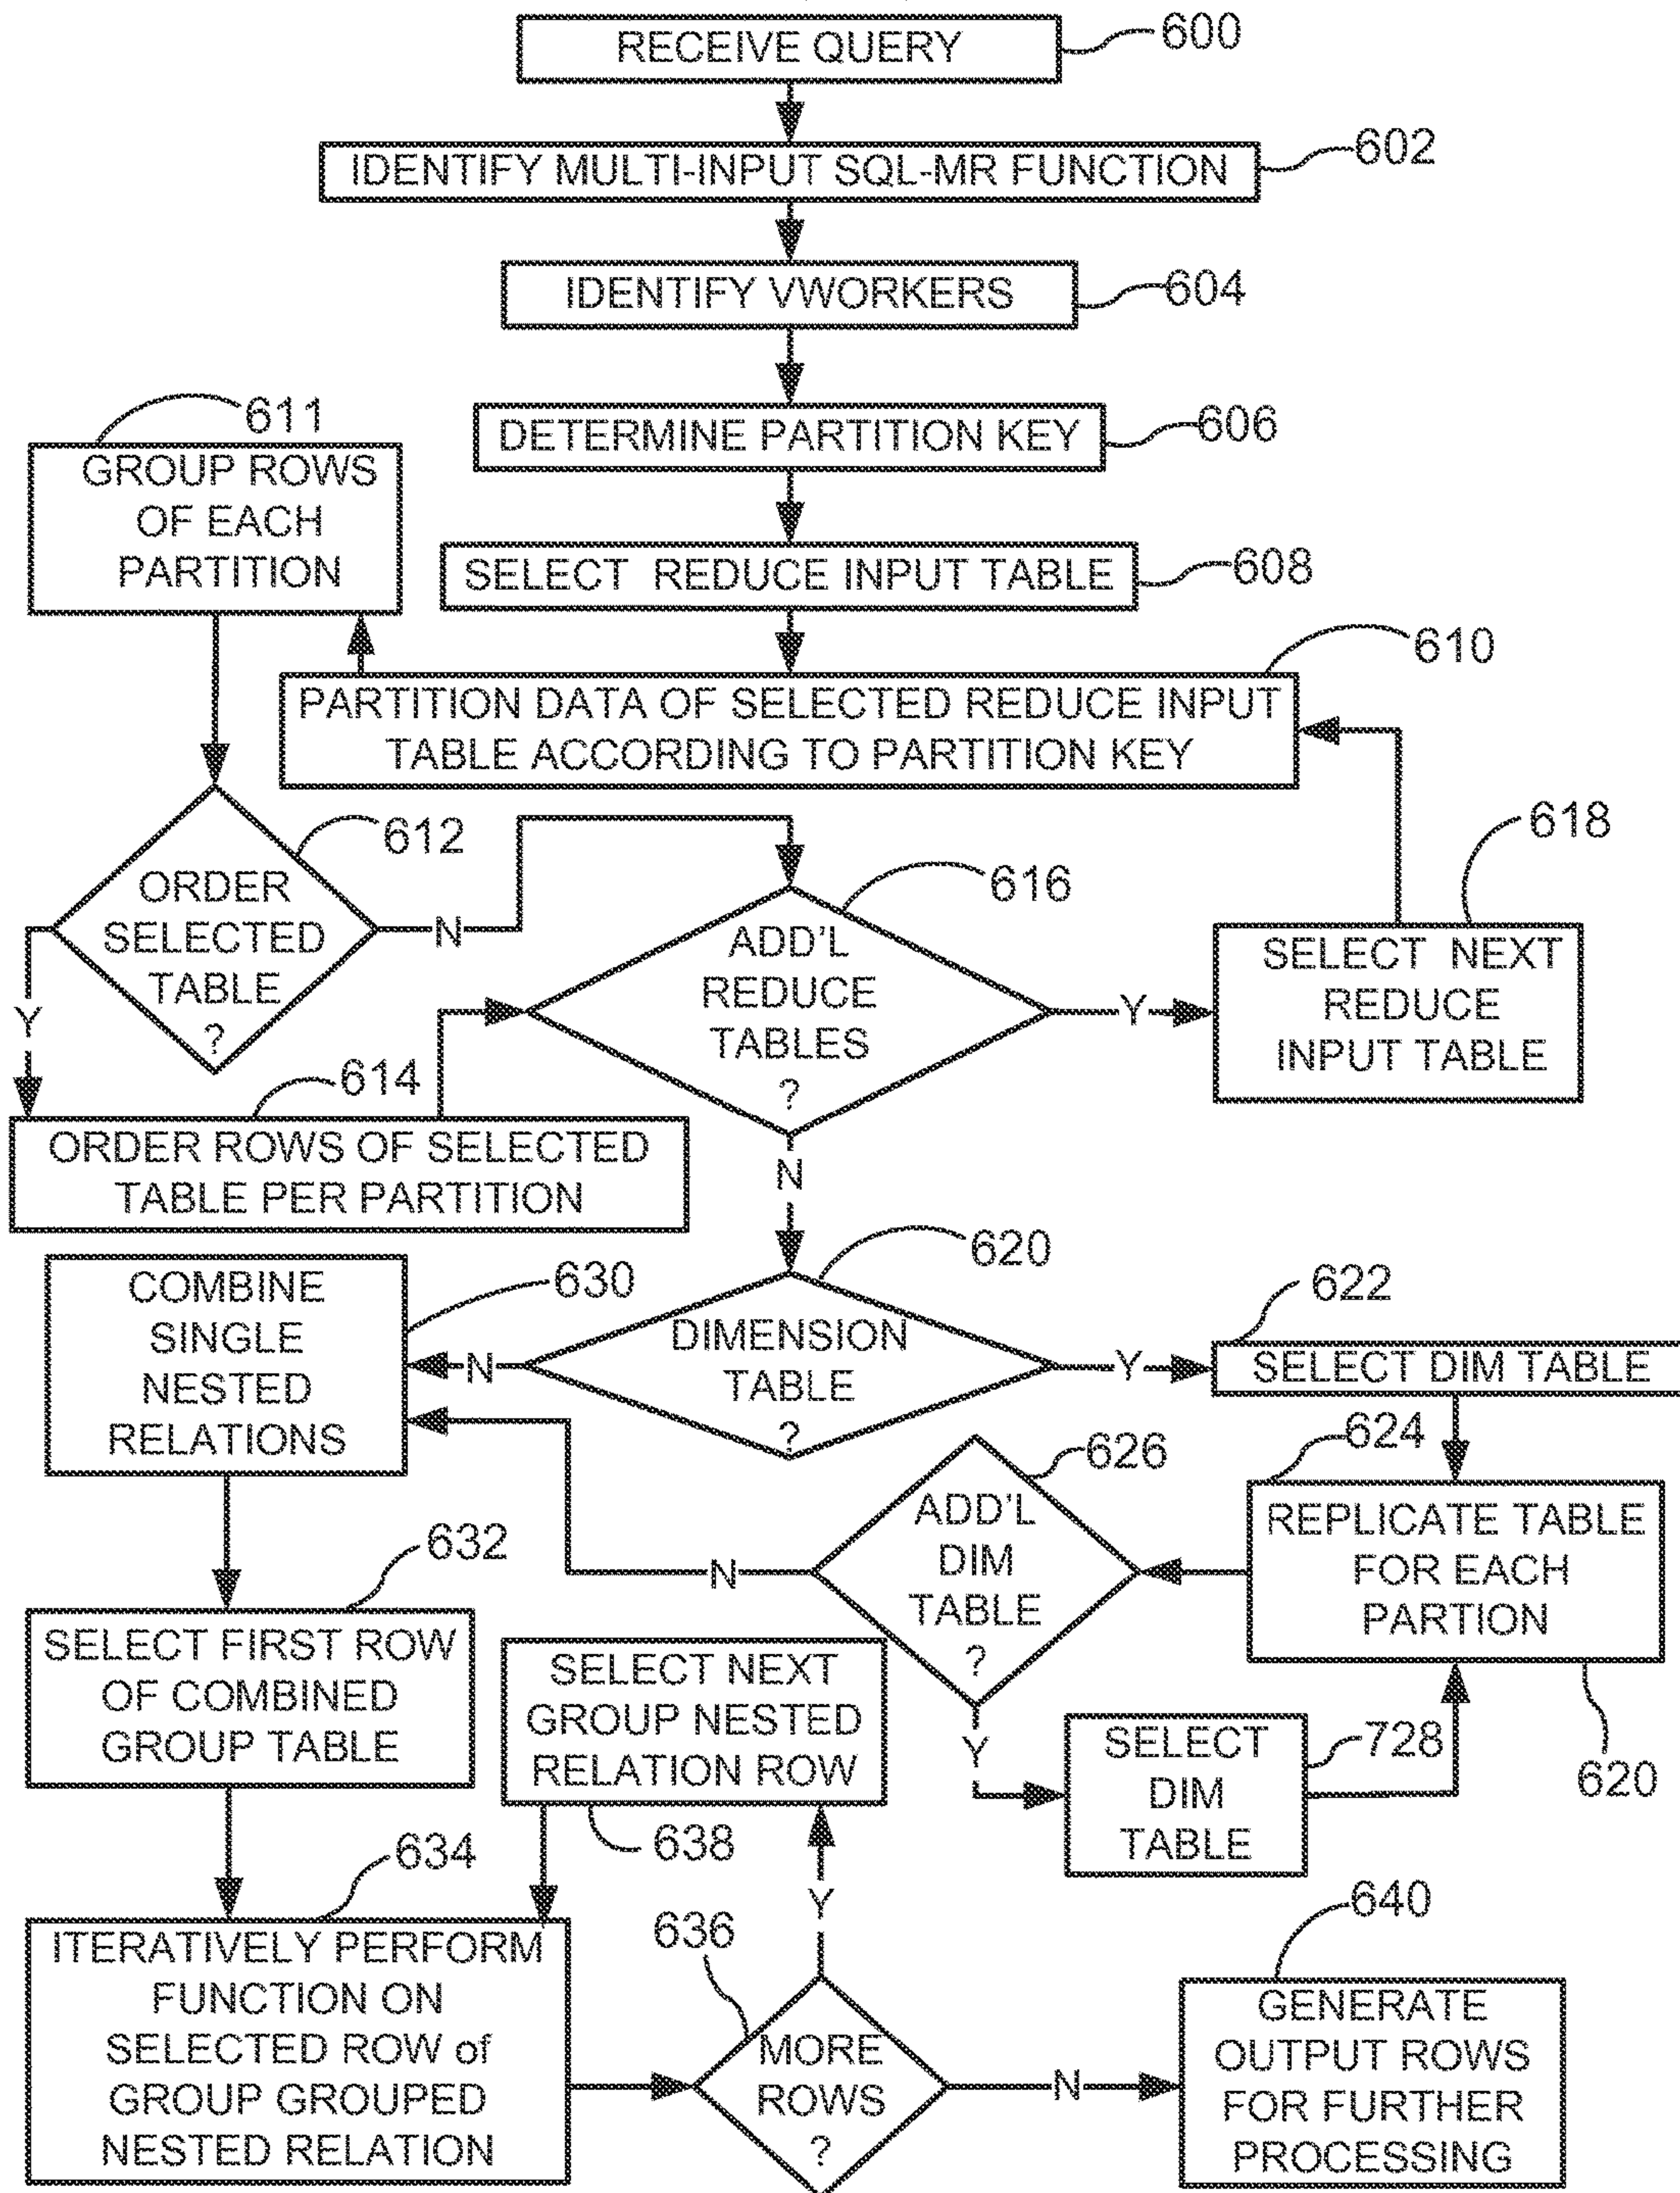 RECEIVE QUERY
600
IDENTIFY MULTI-INPUT SQL-MR FUNCTION
602
IDENTIFY VWORKERS
604
DETERMINE PARTITION KEY
606
611
GROUP ROWS
OF EACH
PARTITION
SELECT REDUCE INPUT TABLE
608
610
PARTITION DATA OF SELECTED REDUCE INPUT
TABLE ACCORDING TO PARTITION KEY
612
ORDER
SELECTED
TABLE
?
N
Y
616
ADD'L
REDUCE
TABLES
?
Y
N
618
SELECT NEXT
REDUCE
INPUT TABLE
614
ORDER ROWS OF SELECTED
TABLE PER PARTITION
620
DIMENSION
TABLE
?
N
Y
630
COMBINE
SINGLE
NESTED
RELATIONS
622
SELECT DIM TABLE
624
REPLICATE TABLE
FOR EACH
PARTION
620
626
ADD'L
DIM
TABLE
?
N
Y
SELECT
DIM
TABLE
728
632
SELECT FIRST ROW
OF COMBINED
GROUP TABLE
SELECT NEXT
GROUP NESTED
RELATION ROW
638
634
ITERATIVELY PERFORM
FUNCTION ON
SELECTED ROW of
GROUP GROUPED
NESTED RELATION
636
MORE
ROWS
?
Y
N
640
GENERATE
OUTPUT ROWS
FOR FURTHER
PROCESSING